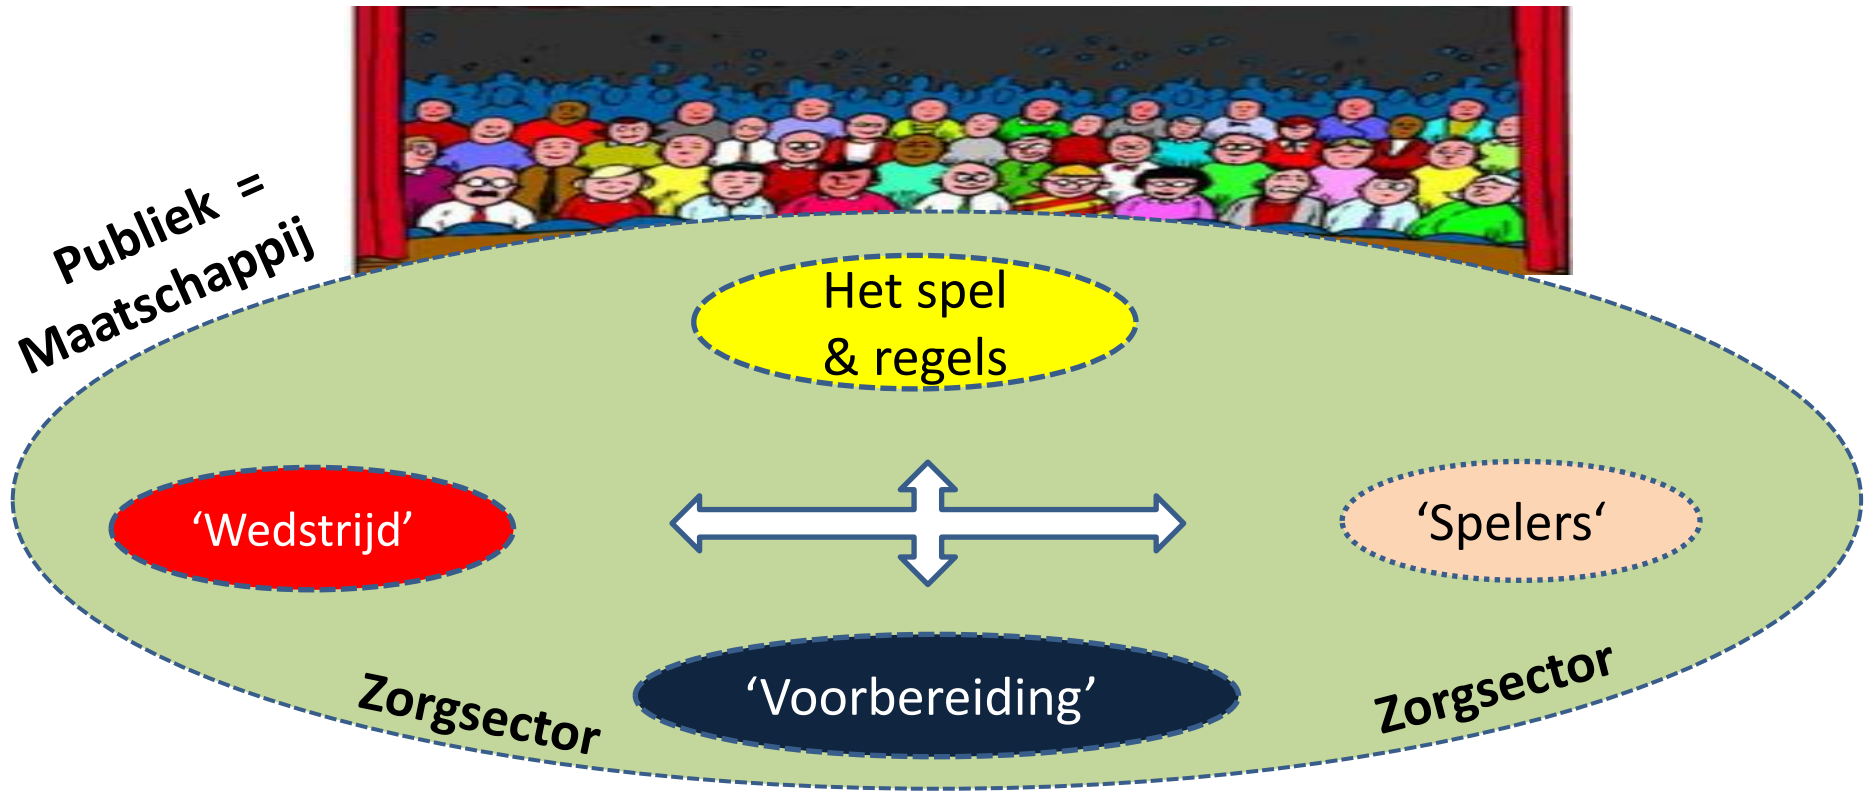 Publiek =
Maatschappij
Het spel
& regels
‘Wedstrijd’
‘Spelers‘
‘Voorbereiding’
Zorgsector
Zorgsector